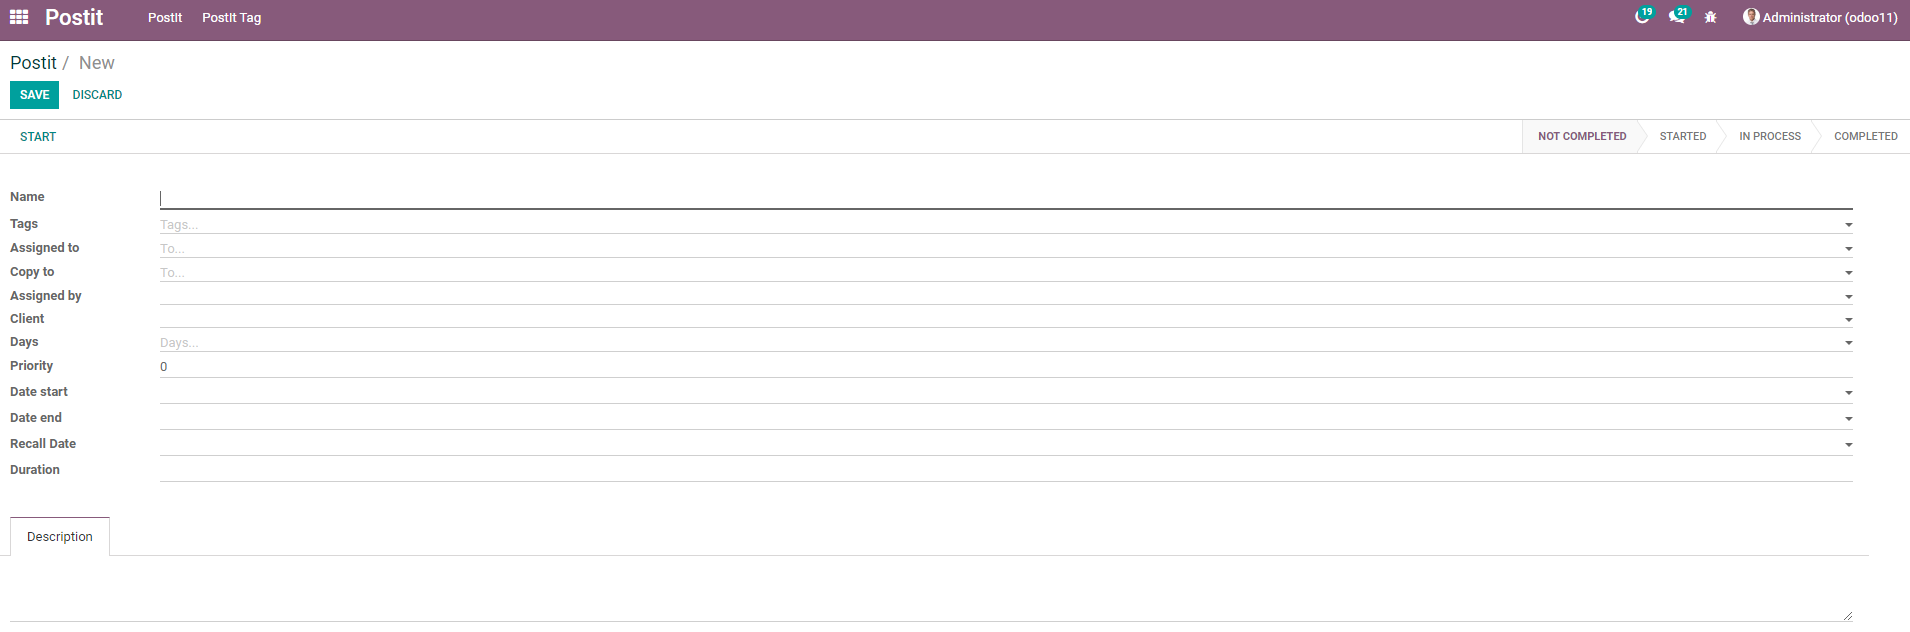 Postit PostIt PostIt Tag 19 21 Administrator (odoo11)
Postit / New
SAVE DISCARD
START NOT COMPLETED STARTED IN PROCESS COMPLETED
Name
Tags Tags...
Assigned to To...
Copy to To...
Assigned by
Client
Days Days...
Priority 0
Date start
Date end
Recall Date
Duration
Description